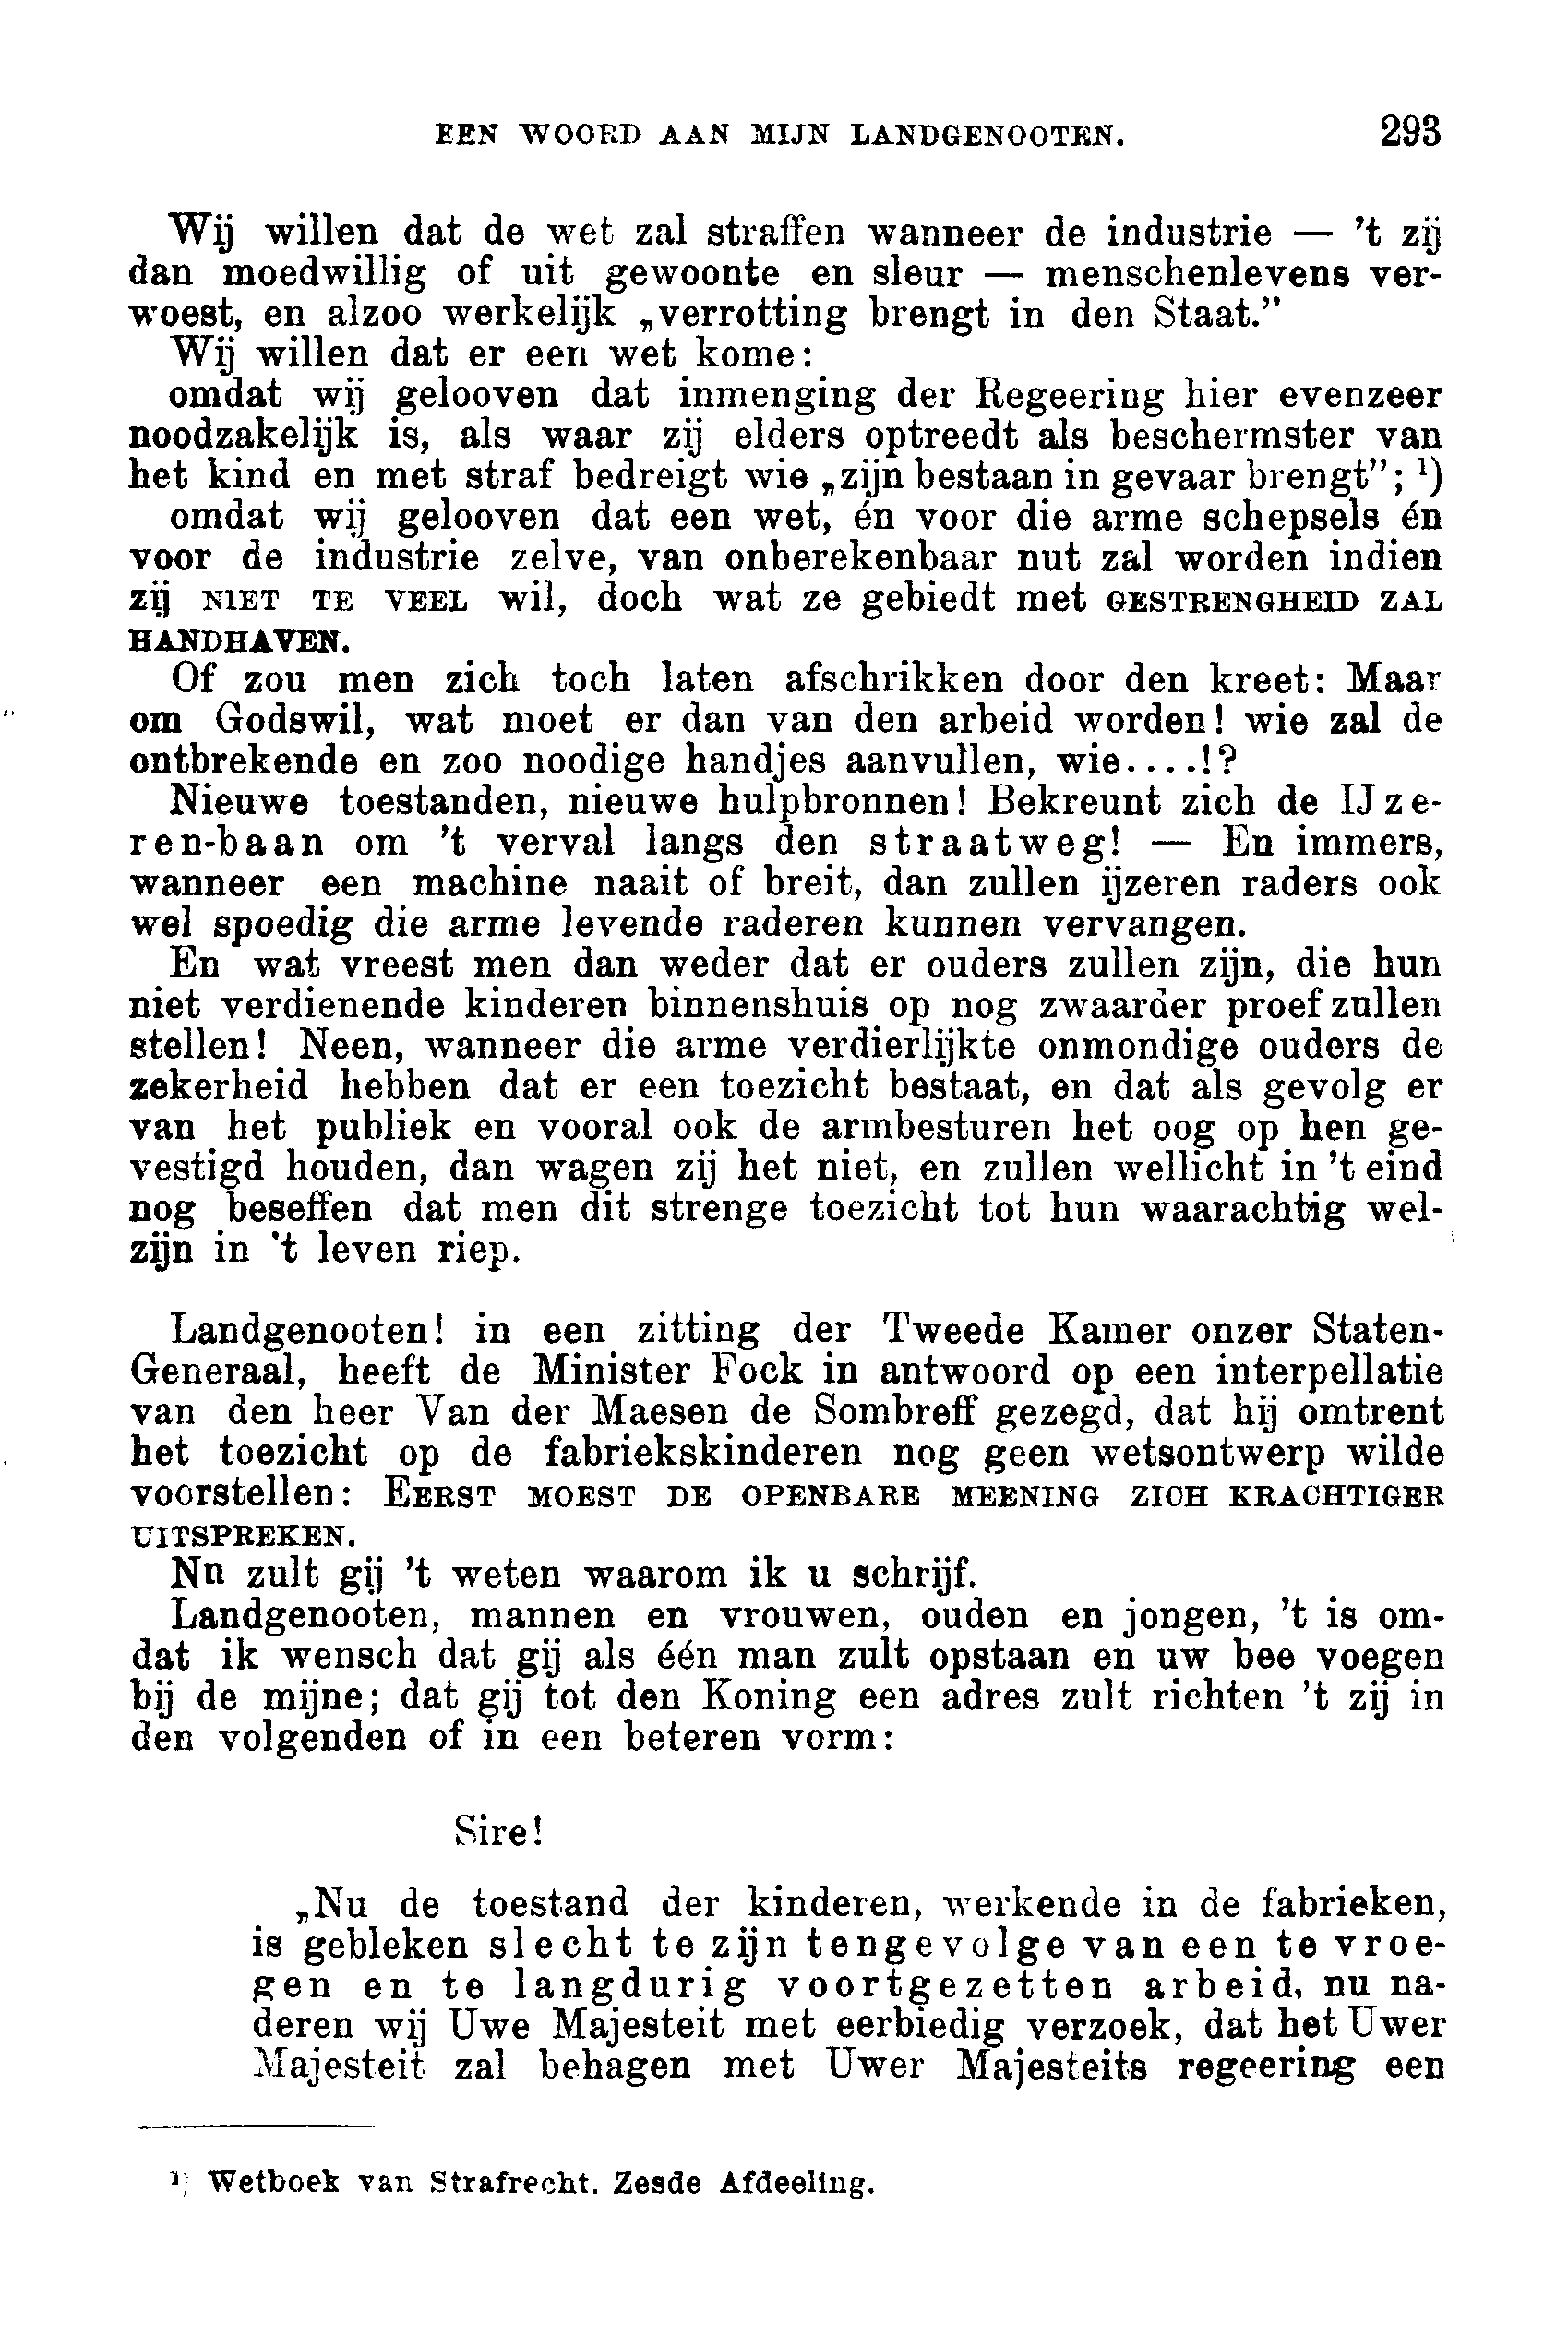 EEN WOORD AAN MIJN LANDGENOOTEN. 293
Wij willen dat de wet zal straffen wanneer de industrie — 't zij
dan moedwillig of uit gewoonte en sleur — menschenlevens ver-
woest, en alzoo werkelijk „verrotting brengt in den Staat."
Wij willen dat er een wet kome:
omdat wij gelooven dat inmenging der Regeering hier evenzeer
noodzakelijk is, als waar zij elders optreedt als beschermster van
het kind en met straf bedreigt wie „zijn bestaan in gevaar brengt"; ¹)
omdat wij gelooven dat een wet, én voor die arme schepsels én
voor de industrie zelve, van onberekenbaar nut zal worden indien
zij NIET TE VEEL wil, doch wat ze gebiedt met GESTRENGHEID ZAL
HANDHAVEN.
Of zou men zich toch laten afschrikken door den kreet: Maar
om Godswil, wat moet er dan van den arbeid worden! wie zal de
ontbrekende en zoo noodige handjes aanvullen, wie....!?
Nieuwe toestanden, nieuwe hulpbronnen! Bekreunt zich de IJze-
ren-baan om 't verval langs den straatweg! — En immers,
wanneer een machine naait of breit, dan zullen ijzeren raders ook
wel spoedig die arme levende raderen kunnen vervangen.
En wat vreest men dan weder dat er ouders zullen zijn, die hun
niet verdienende kinderen binnenshuis op nog zwaarder proef zullen
stellen! Neen, wanneer die arme verdierlijkte onmondige ouders de
zekerheid hebben dat er een toezicht bestaat, en dat als gevolg er
van het publiek en vooral ook de armbesturen het oog op hen ge-
vestigd houden, dan wagen zij het niet, en zullen wellicht in 't eind
nog beseffen dat men dit strenge toezicht tot hun waarachtig wel-
zijn in 't leven riep.
Landgenooten! in een zitting der Tweede Kamer onzer Staten-
Generaal, heeft de Minister Fock in antwoord op een interpellatie
van den heer Van der Maesen de Sombreff gezegd, dat hij omtrent
het toezicht op de fabriekskinderen nog geen wetsontwerp wilde
voorstellen: EERST MOEST DE OPENBARE MEENING ZICH KRACHTIGER
UITSPREKEN.
Nn zult gij 't weten waarom ik u schrijf.
Landgenooten, mannen en vrouwen, ouden en jongen, 't is om-
dat ik wensch dat gij als één man zult opstaan en uw bee voegen
bij de mijne; dat gij tot den Koning een adres zult richten 't zij in
den volgenden of in een beteren vorm:
Sire!
„Nu de toestand der kinderen, werkende in de fabrieken,
is gebleken slecht te zijn tengevolge van een te vroe-
gen en te langdurig voortgezetten arbeid, nu na-
deren wij Uwe Majesteit met eerbiedig verzoek, dat het Uwer
Majesteit zal behagen met Uwer Majesteits regeering een
¹) Wetboek van Strafrecht. Zesde Afdeeling.